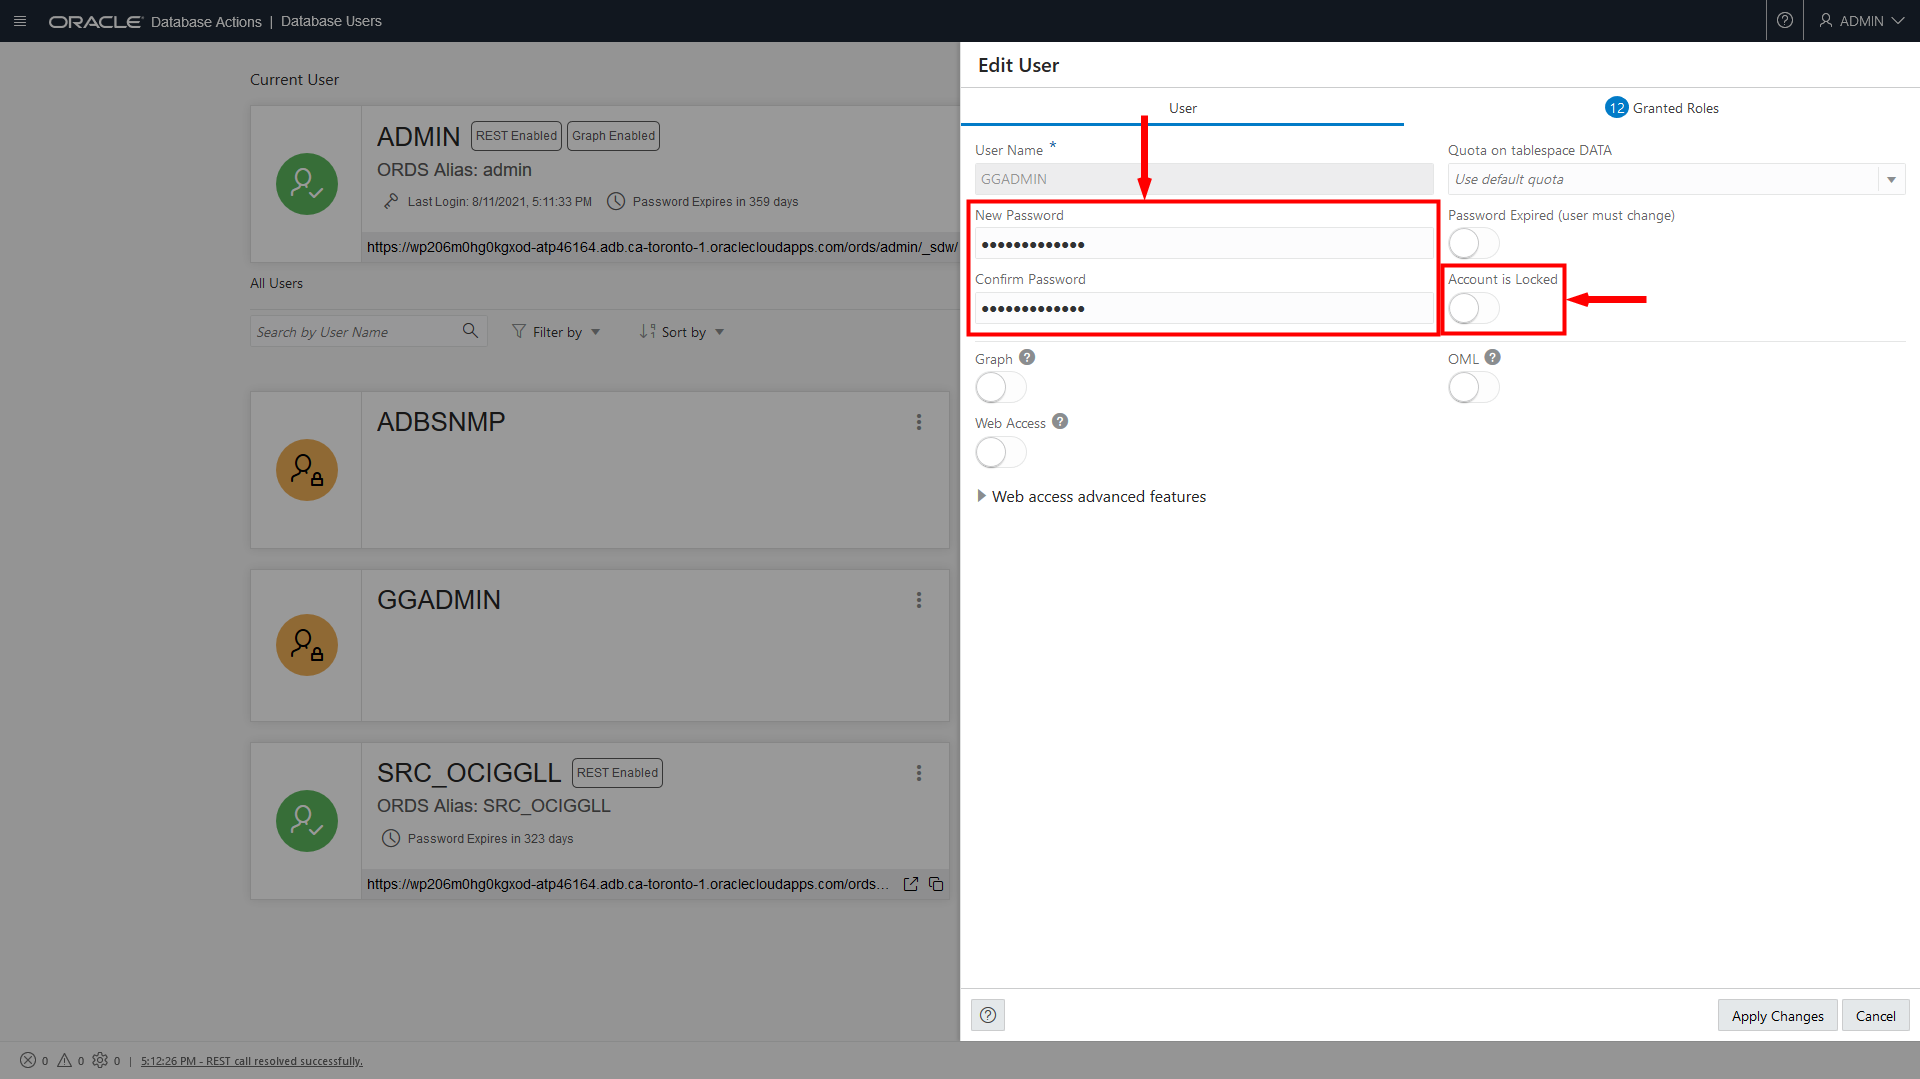 ORACLE Database Actions | Database Users
ADMIN
Current User
ADMIN REST Enabled Graph Enabled
ORDS Alias: admin
Last Login: 8/11/2021, 5:11:33 PM Password Expires in 359 days
https://wp206m0hg0kgxod-atp46164.adb.ca-toronto-1.oraclecloudapps.com/ords/admin/_sdw/
All Users
Search by User Name Filter by Sort by
ADBSNMP
GGADMIN
SRC_OCIGGLL REST Enabled
ORDS Alias: SRC_OCIGGLL
Password Expires in 323 days
https://wp206m0hg0kgxod-atp46164.adb.ca-toronto-1.oraclecloudapps.com/ords...
Edit User
User
12 Granted Roles
User Name *
GGADMIN
Quota on tablespace DATA
Use default quota
New Password
Password Expired (user must change)
Confirm Password
Account is Locked
Graph ?
OML ?
Web Access ?
Web access advanced features
Apply Changes
Cancel
0 0 0 | 5:12:26 PM - REST call resolved successfully.